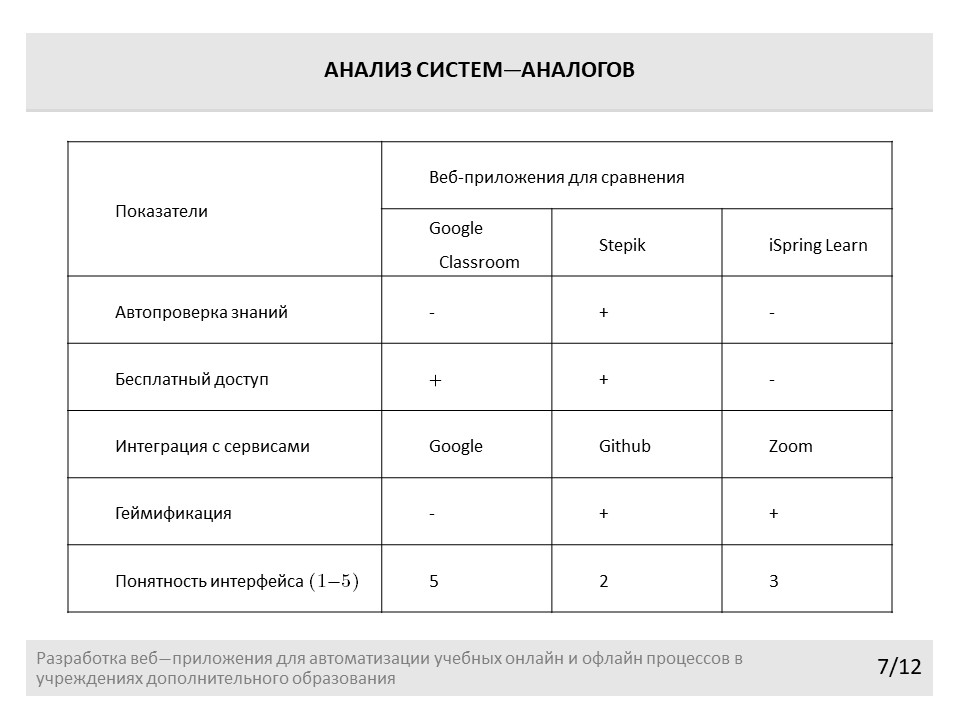 АНАЛИЗ СИСТЕМ—АНАЛОГОВ
Показатели
Веб-приложения для сравнения
Google
Classroom
Stepik
iSpring Learn
Автопроверка знаний - + -
Бесплатный доступ + + -
Интеграция с сервисами Google Github Zoom
Геймификация - + +
Понятность интерфейса (1–5) 5 2 3
Разработка веб—приложения для автоматизации учебных онлайн и офлайн процессов в
учреждениях дополнительного образования
7/12